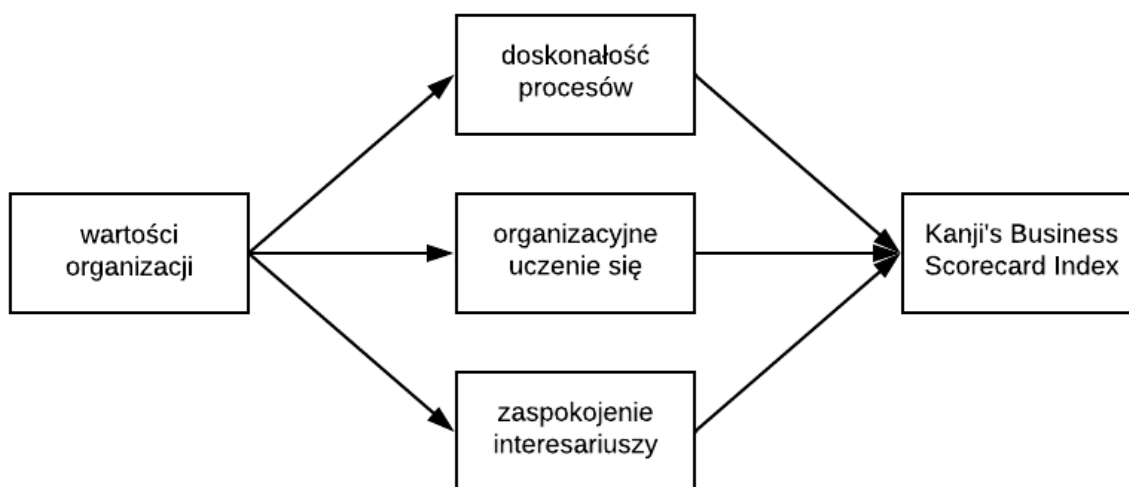 doskonałość
procesów
wartości
organizacji
organizacyjne
uczenie się
Kanji's Business
Scorecard Index
zaspokojenie
interesariuszy